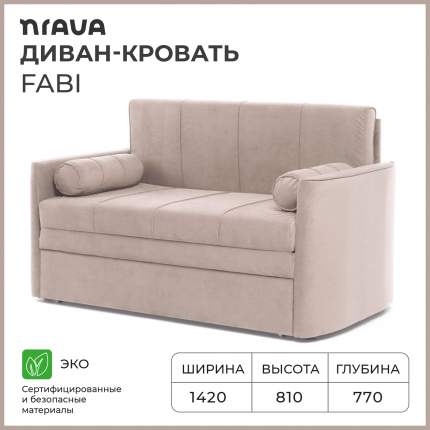 nrava
ДИВАН-КРОВАТЬ
FABI
ЭКО
Сертифицированные
и безопасные
материалы
ШИРИНА ВЫСОТА ГЛУБИНА
1420 810 770